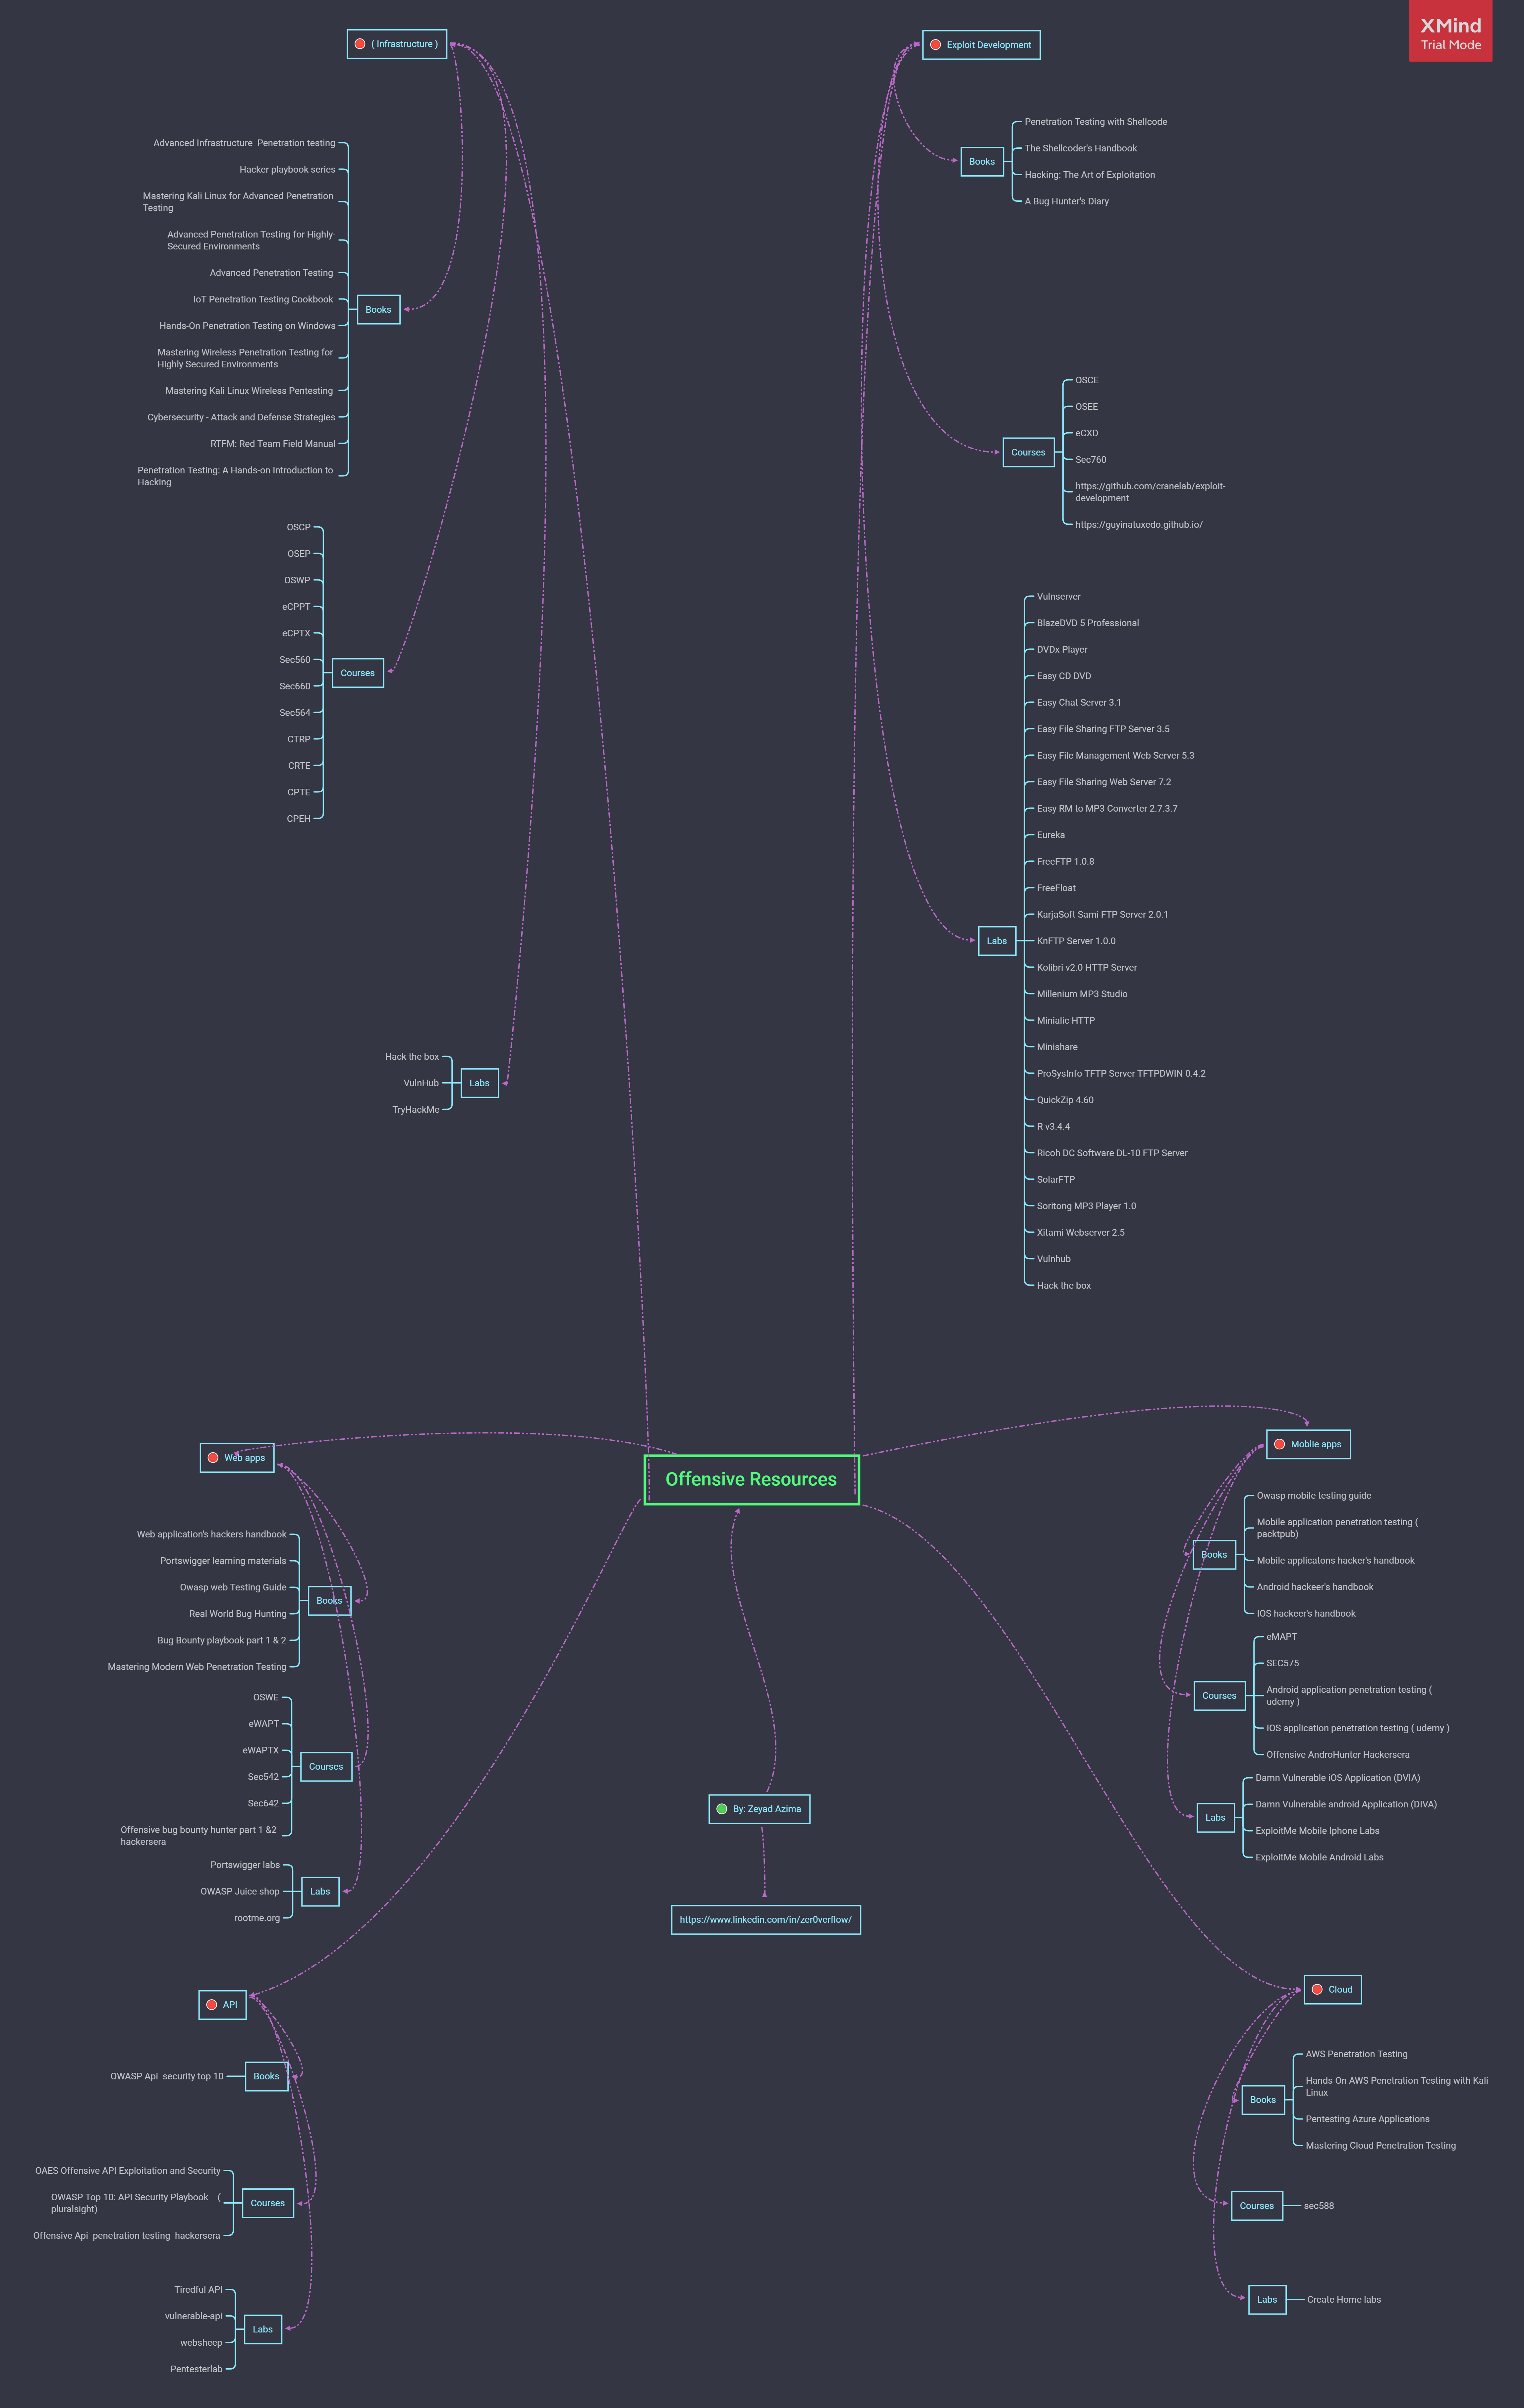 XMind
Trial Mode
( Infrastructure )
Advanced Infrastructure  Penetration testing
Hacker playbook series
Mastering Kali Linux for Advanced Penetration
Testing
Advanced Penetration Testing for Highly-
Secured Environments
Advanced Penetration Testing
IoT Penetration Testing Cookbook
Hands-On Penetration Testing on Windows
Mastering Wireless Penetration Testing for
Highly Secured Environments
Mastering Kali Linux Wireless Pentesting
Cybersecurity - Attack and Defense Strategies
RTFM: Red Team Field Manual
Penetration Testing: A Hands-on Introduction to
Hacking
Books
OSCP
OSEP
OSWP
eCPPT
eCPTX
Sec560
Sec660
Sec564
CTRP
CRTE
CPTE
CPEH
Courses
Hack the box
VulnHub
TryHackMe
Labs
Exploit Development
Books
Penetration Testing with Shellcode
The Shellcoder's Handbook
Hacking: The Art of Exploitation
A Bug Hunter's Diary
Courses
OSCE
OSEE
eCXD
Sec760
https://github.com/cranelab/exploit-
development
https://guyinatuxedo.github.io/
Labs
Vulnserver
BlazeDVD 5 Professional
DVDx Player
Easy CD DVD
Easy Chat Server 3.1
Easy File Sharing FTP Server 3.5
Easy File Management Web Server 5.3
Easy File Sharing Web Server 7.2
Easy RM to MP3 Converter 2.7.3.7
Eureka
FreeFTP 1.0.8
FreeFloat
KarjaSoft Sami FTP Server 2.0.1
KnFTP Server 1.0.0
Kolibri v2.0 HTTP Server
Millenium MP3 Studio
Minialic HTTP
Minishare
ProSysInfo TFTP Server TFTPDWIN 0.4.2
QuickZip 4.60
R v3.4.4
Ricoh DC Software DL-10 FTP Server
SolarFTP
Soritong MP3 Player 1.0
Xitami Webserver 2.5
Vulnhub
Hack the box
Offensive Resources
By: Zeyad Azima
https://www.linkedin.com/in/zer0verflow/
Web apps
Web application's hackers handbook
Portswigger learning materials
Owasp web Testing Guide
Real World Bug Hunting
Bug Bounty playbook part 1 & 2
Mastering Modern Web Penetration Testing
Books
OSWE
eWAPT
eWAPTX
Sec542
Sec642
Offensive bug bounty hunter part 1 &2
hackersera
Courses
Portswigger labs
OWASP Juice shop
rootme.org
Labs
Moblie apps
Books
Owasp mobile testing guide
Mobile application penetration testing (
packtpub)
Mobile applicatons hacker's handbook
Android hackeer's handbook
IOS hackeer's handbook
Courses
eMAPT
SEC575
Android application penetration testing (
udemy )
IOS application penetration testing ( udemy )
Offensive AndroHunter Hackersera
Labs
Damn Vulnerable iOS Application (DVIA)
Damn Vulnerable android Application (DIVA)
ExploitMe Mobile Iphone Labs
ExploitMe Mobile Android Labs
API
OWASP Api  security top 10
Books
OAES Offensive API Exploitation and Security
OWASP Top 10: API Security Playbook    (
pluralsight)
Offensive Api  penetration testing  hackersera
Courses
Tiredful API
vulnerable-api
websheep
Pentesterlab
Labs
Cloud
Books
AWS Penetration Testing
Hands-On AWS Penetration Testing with Kali
Linux
Pentesting Azure Applications
Mastering Cloud Penetration Testing
Courses
sec588
Labs
Create Home labs